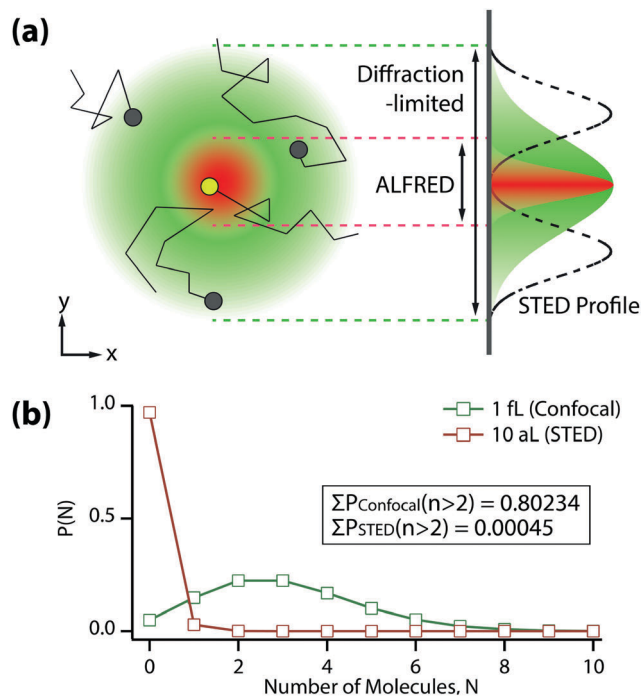 (a)
Diffraction
-limited
ALFRED
STED Profile
y
x
(b)
1 fL (Confocal)
10 aL (STED)
ΣPConfocal(n>2) = 0.80234
ΣPSTED(n>2) = 0.00045
P(N)
1.0
0.5
0.0
0 2 4 6 8 10
Number of Molecules, N